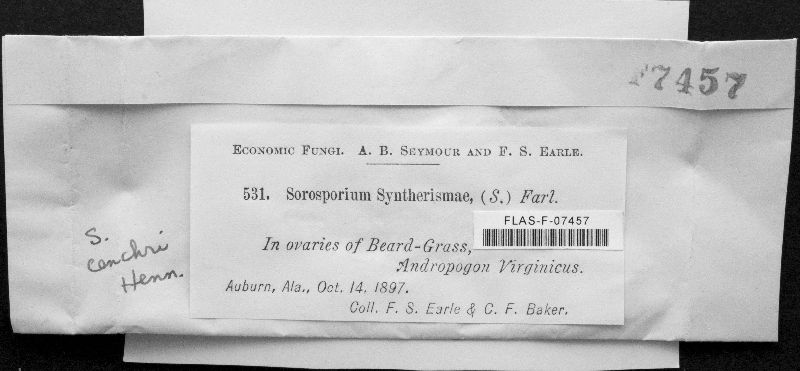 F7457
ECONOMIC FUNGI. A. B. SEYMOUR AND F. S. EARLE.
531. Sorosporium Syntherismae, (S.) Farl.
FLAS-F-07457
In ovaries of Beard-Grass,
Andropogon Virginicus.
Auburn, Ala., Oct. 14, 1897.
Coll. F. S. Earle & C. F. Baker.
S.
cenchri
Henn.